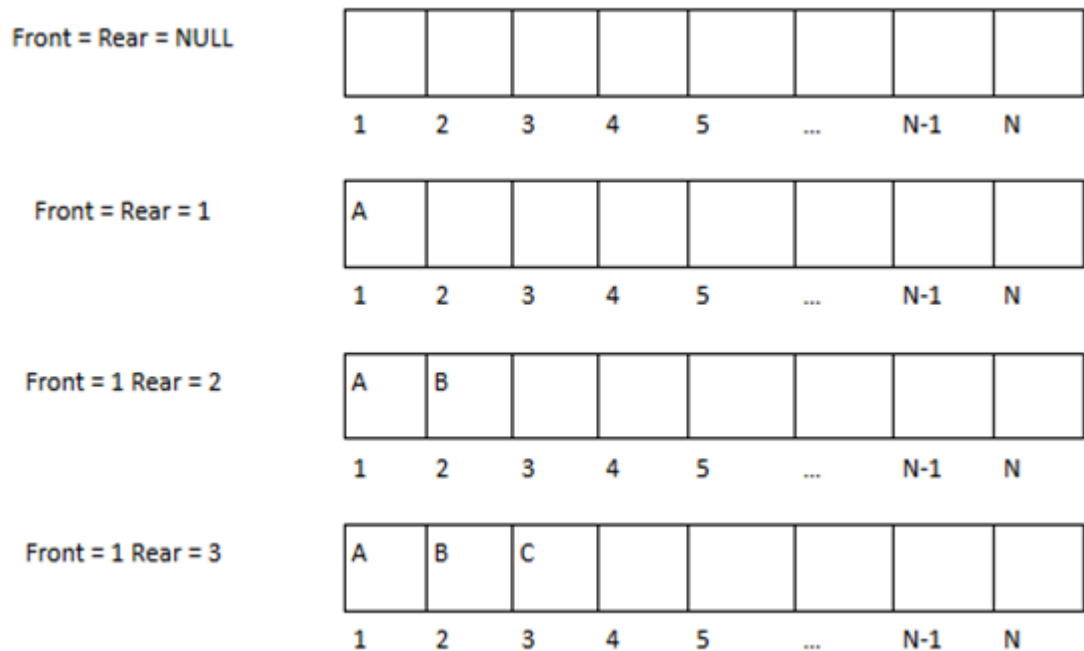 Front = Rear = NULL
1 2 3 4 5 ... N-1 N
Front = Rear = 1
A
1 2 3 4 5 ... N-1 N
Front = 1 Rear = 2
A B
1 2 3 4 5 ... N-1 N
Front = 1 Rear = 3
A B C
1 2 3 4 5 ... N-1 N